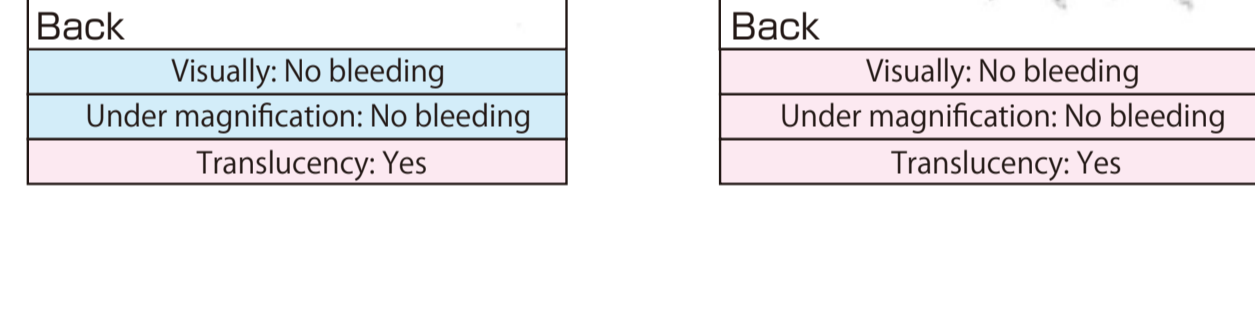 Back
Visually: No bleeding
Under magnification: No bleeding
Translucency: Yes
Back
Visually: No bleeding
Under magnification: No bleeding
Translucency: Yes